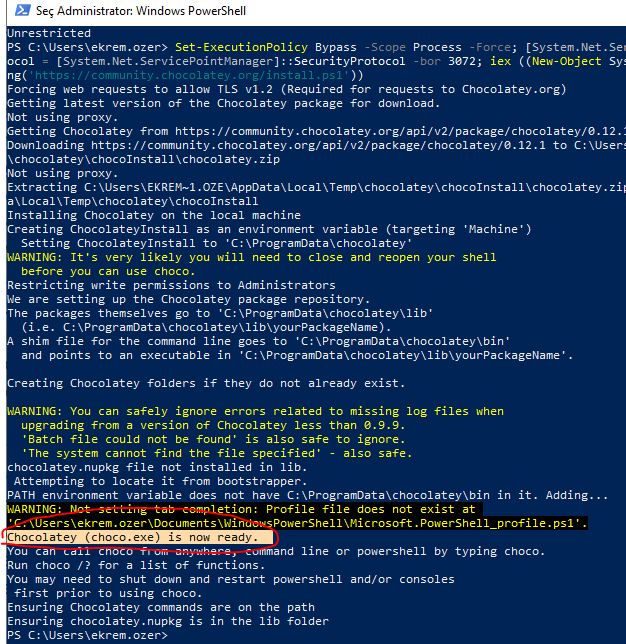 Seç Administrator: Windows PowerShell
Unrestricted
PS C:\Users\ekrem.ozer> Set-ExecutionPolicy Bypass -Scope Process -Force; [System.Net.Ser
ocol = [System.Net.ServicePointManager]::SecurityProtocol -bor 3072; iex ((New-Object Sys
ng('https://community.chocolatey.org/install.ps1'))
Forcing web requests to allow TLS v1.2 (Required for requests to Chocolatey.org)
Getting latest version of the Chocolatey package for download.
Not using proxy.
Getting Chocolatey from https://community.chocolatey.org/api/v2/package/chocolatey/0.12.1
Downloading https://community.chocolatey.org/api/v2/package/chocolatey/0.12.1 to C:\Users
\chocolatey\chocoInstall\chocolatey.zip
Not using proxy.
Extracting C:\Users\EKREM~1.OZE\AppData\Local\Temp\chocolatey\chocoInstall\chocolatey.zip
a\Local\Temp\chocolatey\chocoInstall
Installing Chocolatey on the local machine
Creating ChocolateyInstall as an environment variable (targeting 'Machine')
  Setting ChocolateyInstall to 'C:\ProgramData\chocolatey'
WARNING: It's very likely you will need to close and reopen your shell
  before you can use choco.
Restricting write permissions to Administrators
We are setting up the Chocolatey package repository.
The packages themselves go to 'C:\ProgramData\chocolatey\lib'
  (i.e. C:\ProgramData\chocolatey\lib\yourPackageName).
A shim file for the command line goes to 'C:\ProgramData\chocolatey\bin'
  and points to an executable in 'C:\ProgramData\chocolatey\lib\yourPackageName'.
Creating Chocolatey folders if they do not already exist.
WARNING: You can safely ignore errors related to missing log files when
  upgrading from a version of Chocolatey less than 0.9.9.
  'Batch file could not be found' is also safe to ignore.
  'The system cannot find the file specified' - also safe.
chocolatey.nupkg file not installed in lib.
 Attempting to locate it from bootstrapper.
PATH environment variable does not have C:\ProgramData\chocolatey\bin in it. Adding...
WARNING: Not setting tab completion: Profile file does not exist at
'C:\Users\ekrem.ozer\Documents\WindowsPowerShell\Microsoft.PowerShell_profile.ps1'.
Chocolatey (choco.exe) is now ready.
You can call choco from anywhere, command line or powershell by typing choco.
Run choco /? for a list of functions.
You may need to shut down and restart powershell and/or consoles
 first prior to using choco.
Ensuring Chocolatey commands are on the path
Ensuring chocolatey.nupkg is in the lib folder
PS C:\Users\ekrem.ozer>